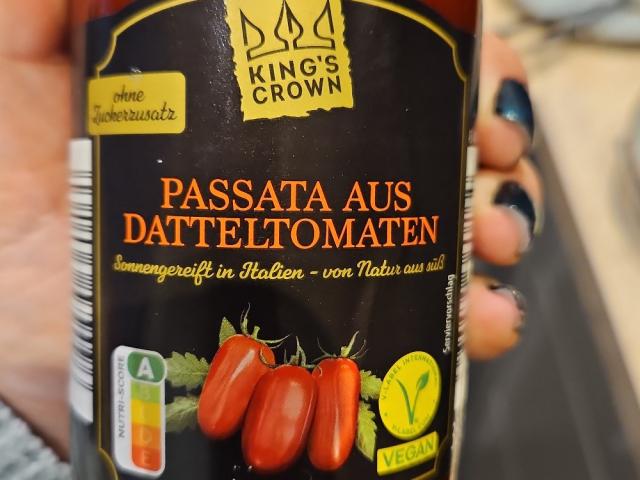 KING'S
CROWN
ohne
Zuckerzusatz
PASSATA AUS
DATTELTOMATEN
Sonnengereift in Italien - von Natur aus süß
Serviervorschlag
NUTRI-SCORE
A
B
C
D
E
V-LABEL INTERNATIONAL
VEGAN